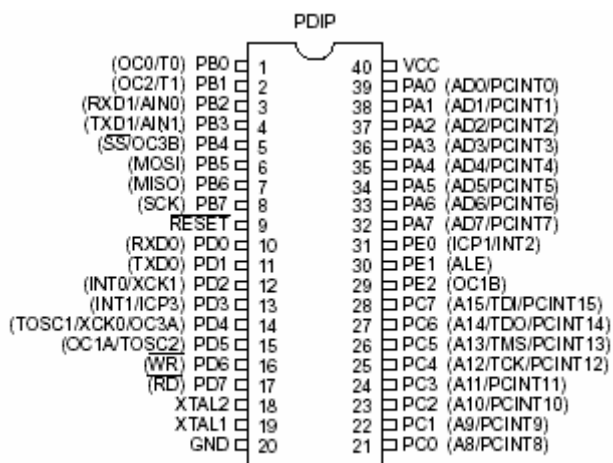 PDIP
(OC0/T0) PB0 1 40 VCC
(OC2/T1) PB1 2 39 PA0 (AD0/PCINT0)
(RXD1/AIN0) PB2 3 38 PA1 (AD1/PCINT1)
(TXD1/AIN1) PB3 4 37 PA2 (AD2/PCINT2)
(SS/OC3B) PB4 5 36 PA3 (AD3/PCINT3)
(MOSI) PB5 6 35 PA4 (AD4/PCINT4)
(MISO) PB6 7 34 PA5 (AD5/PCINT5)
(SCK) PB7 8 33 PA6 (AD6/PCINT6)
RESET 9 32 PA7 (AD7/PCINT7)
(RXD0) PD0 10 31 PE0 (ICP1/INT2)
(TXD0) PD1 11 30 PE1 (ALE)
(INT0/XCK1) PD2 12 29 PE2 (OC1B)
(INT1/ICP3) PD3 13 28 PC7 (A15/TDI/PCINT15)
(TOSC1/XCK0/OC3A) PD4 14 27 PC6 (A14/TDO/PCINT14)
(OC1A/TOSC2) PD5 15 26 PC5 (A13/TMS/PCINT13)
(WR) PD6 16 25 PC4 (A12/TCK/PCINT12)
(RD) PD7 17 24 PC3 (A11/PCINT11)
XTAL2 18 23 PC2 (A10/PCINT10)
XTAL1 19 22 PC1 (A9/PCINT9)
GND 20 21 PC0 (A8/PCINT8)